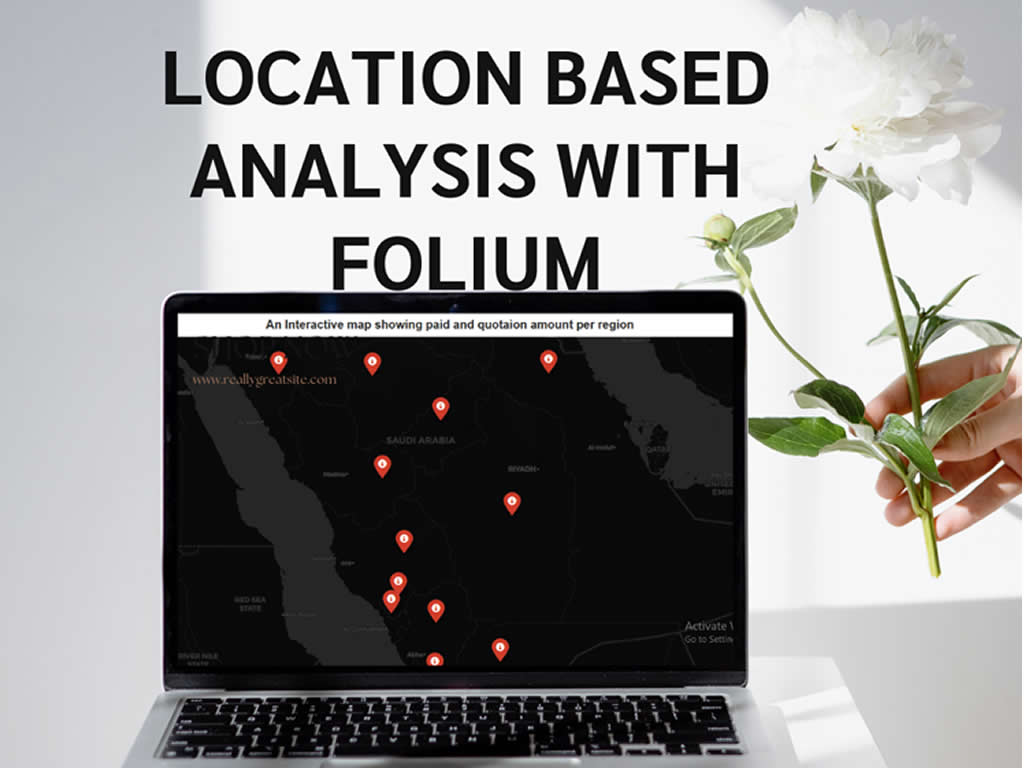 LOCATION BASED
ANALYSIS WITH
FOLIUM
An Interactive map showing paid and quotaion amount per region
www.reallygreatsite.com
SAUDI ARABIA
RIYADH
QATAR
RED SEA
STATE
Activate
Go to Settin
RIVER NILE
STATE